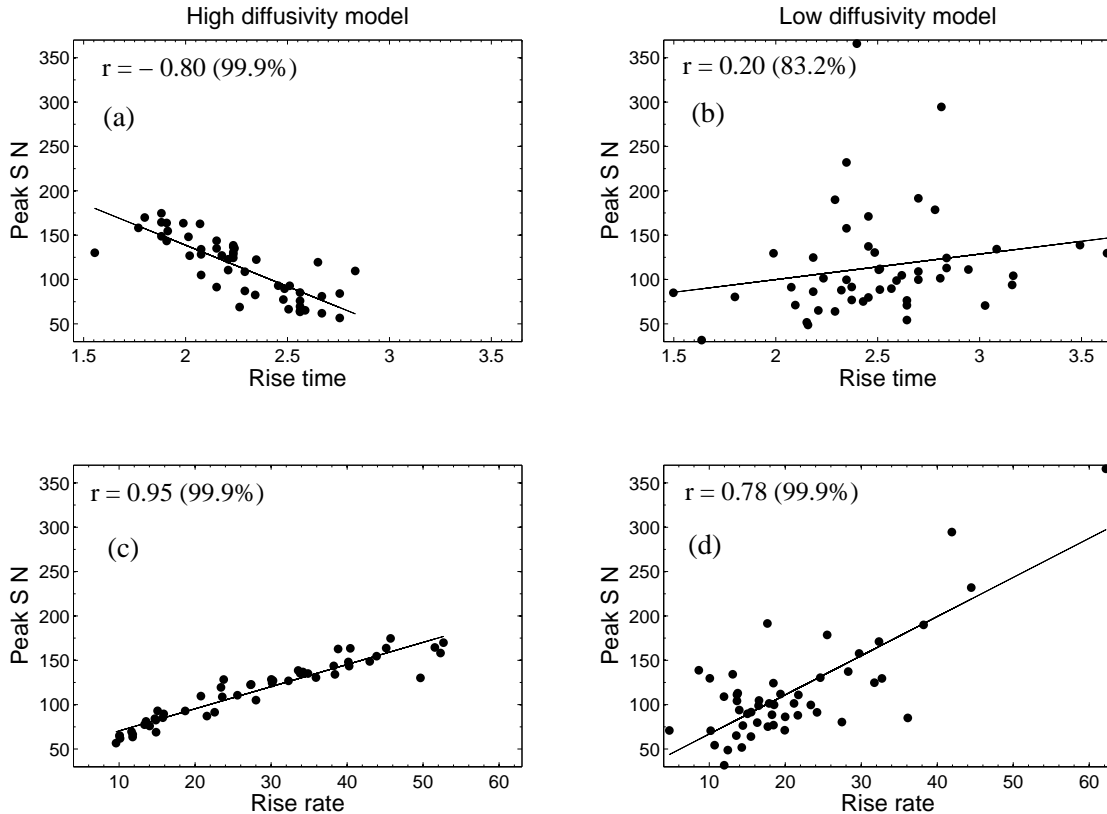 High diffusivity model
Low diffusivity model
r = − 0.80 (99.9%)
(a)
Peak S N
350
300
250
200
150
100
50
1.5 2 2.5 3 3.5
Rise time
r = 0.20 (83.2%)
(b)
Peak S N
350
300
250
200
150
100
50
1.5 2 2.5 3 3.5
Rise time
r = 0.95 (99.9%)
(c)
Peak S N
350
300
250
200
150
100
50
10 20 30 40 50 60
Rise rate
r = 0.78 (99.9%)
(d)
Peak S N
350
300
250
200
150
100
50
10 20 30 40 50 60
Rise rate